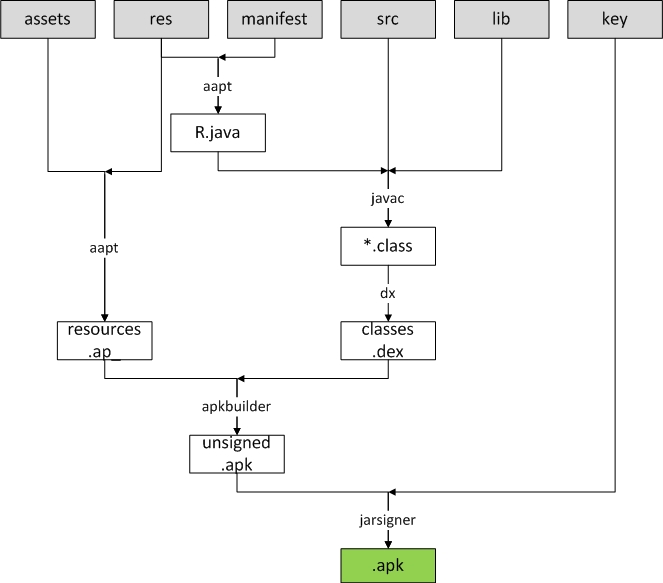 assets
res
manifest
src
lib
key
aapt
R.java
javac
aapt
*.class
dx
resources
.ap_
classes
.dex
apkbuilder
unsigned
.apk
jarsigner
.apk